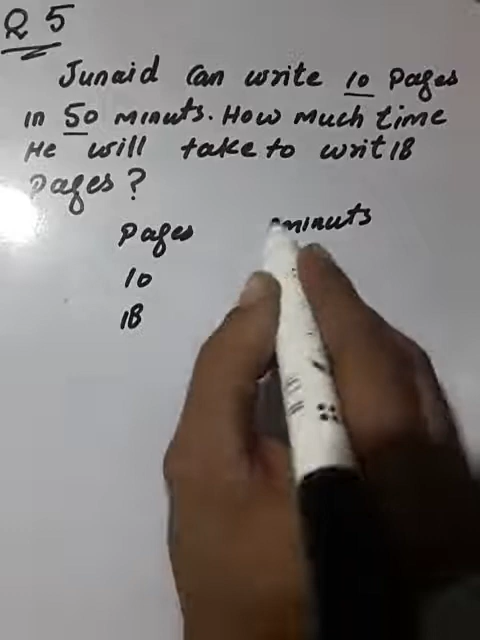 Q 5
Junaid can write 10 Pages
in 50 minuts. How much time
He will take to writ 18
Pages?
Pages minuts
10
18